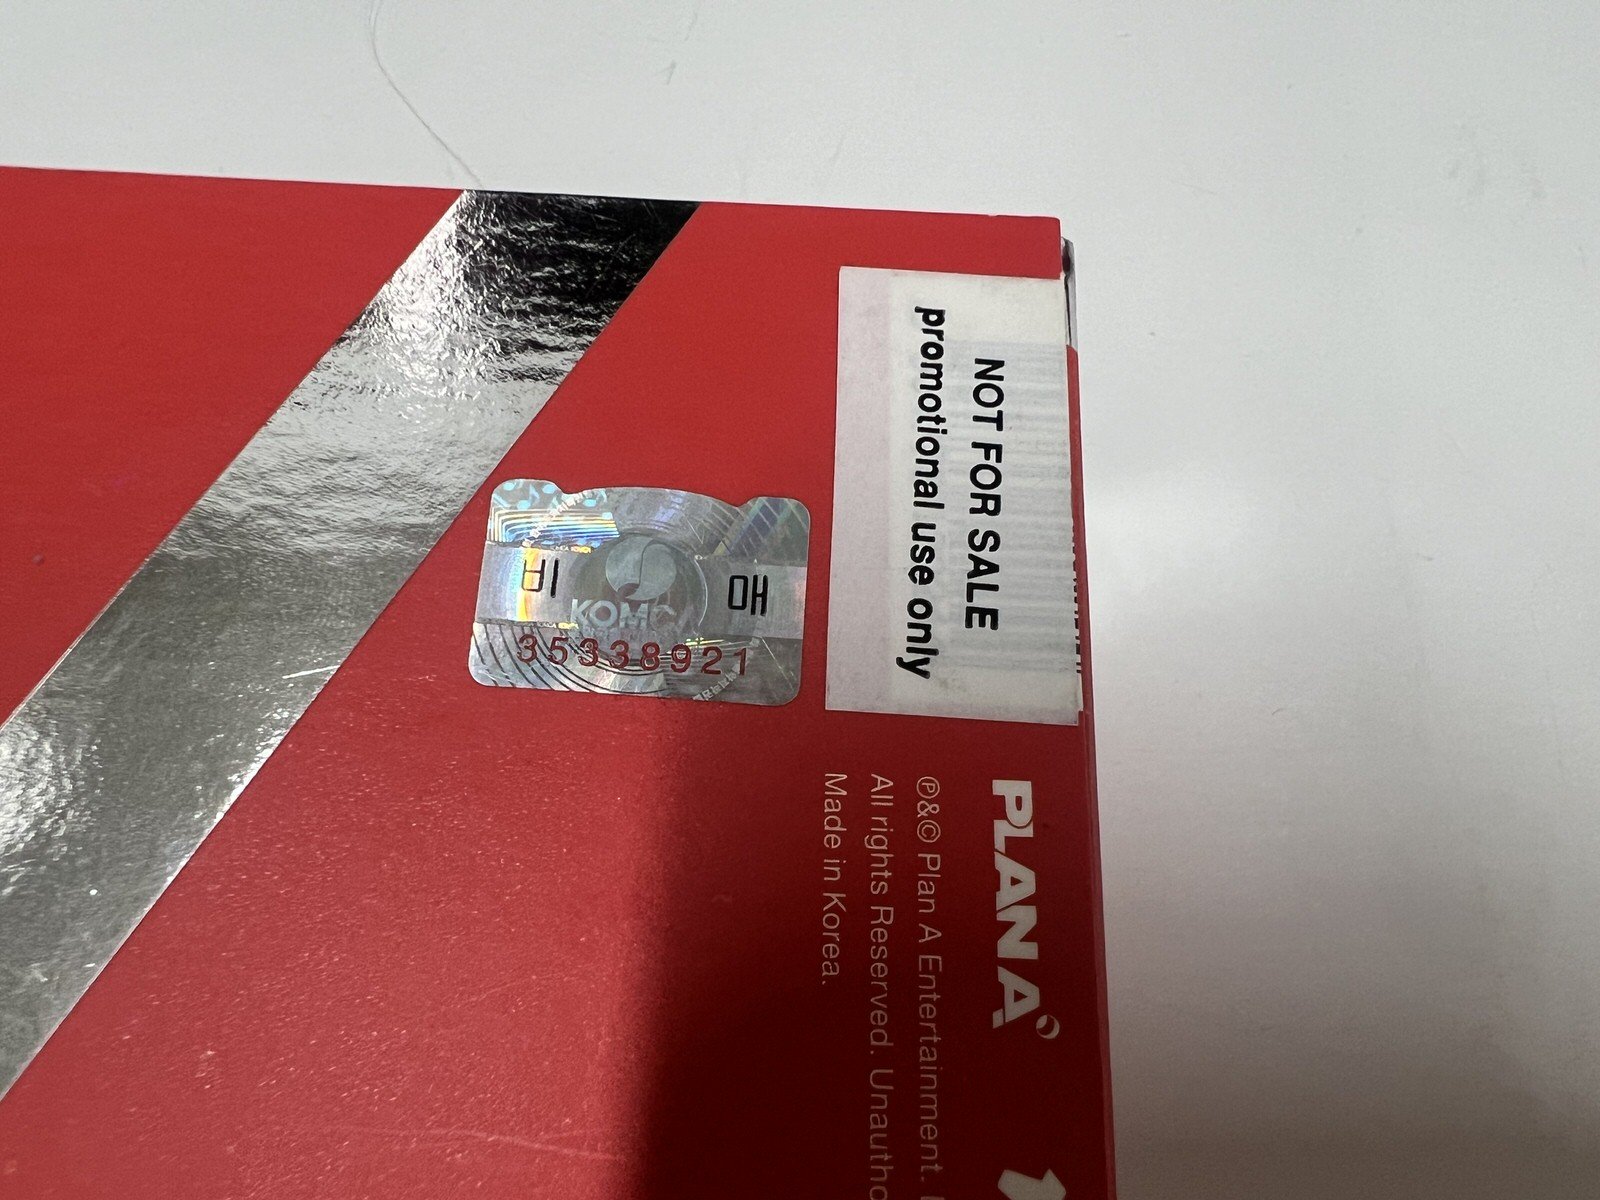 NOT FOR SALE
promotional use only
비 매
KOMCA
35338921
PLAN A
℗&© Plan A Entertainment.
All rights Reserved.
Made in Korea.